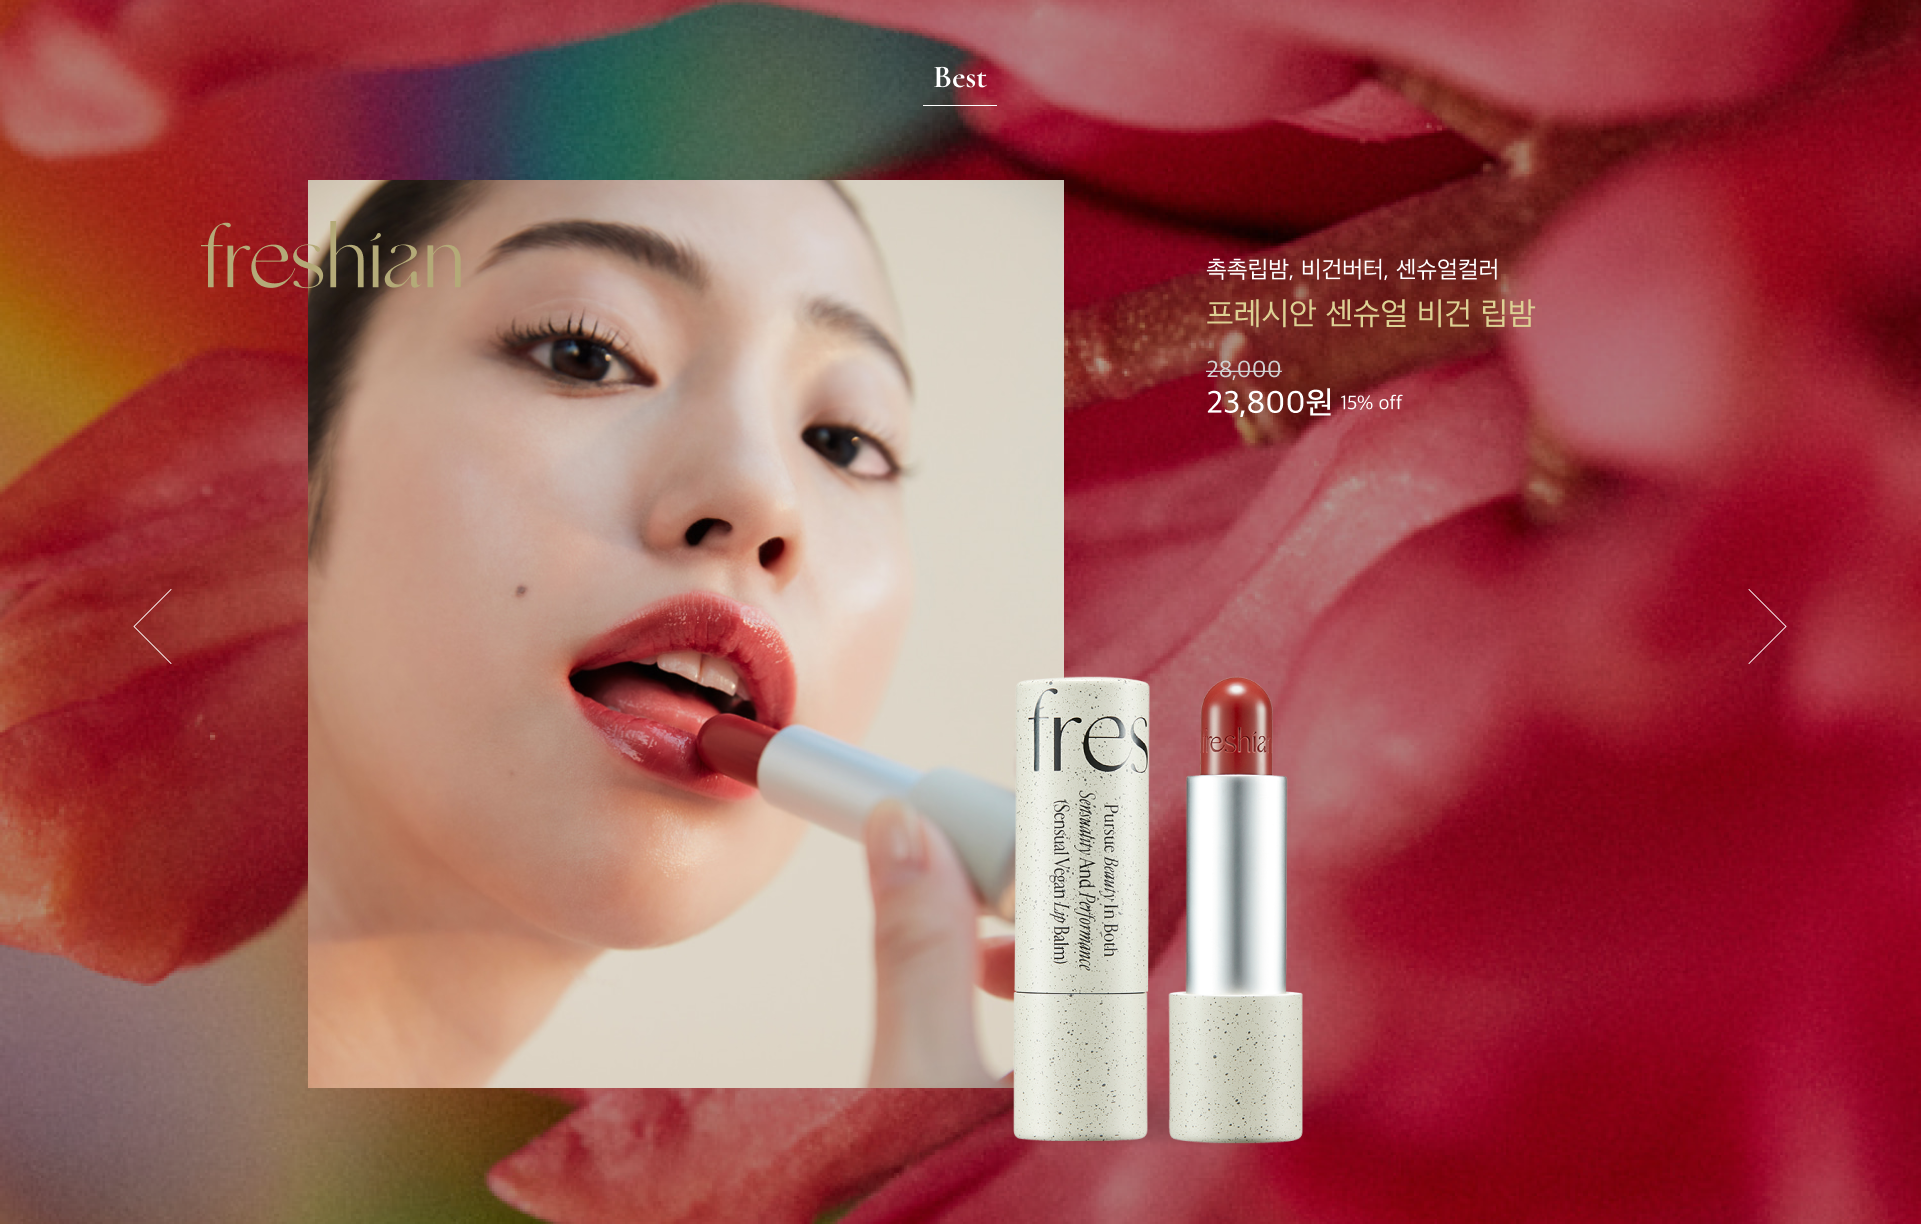 Best
freshian
촉촉립밤, 비건버터, 센슈얼컬러
프레시안 센슈얼 비건 립밤
28,000
23,800원 15% off
fres
Pursue Beauty In Both
Sensuality And Performance
(Sensual Vegan Lip Balm)
reshia